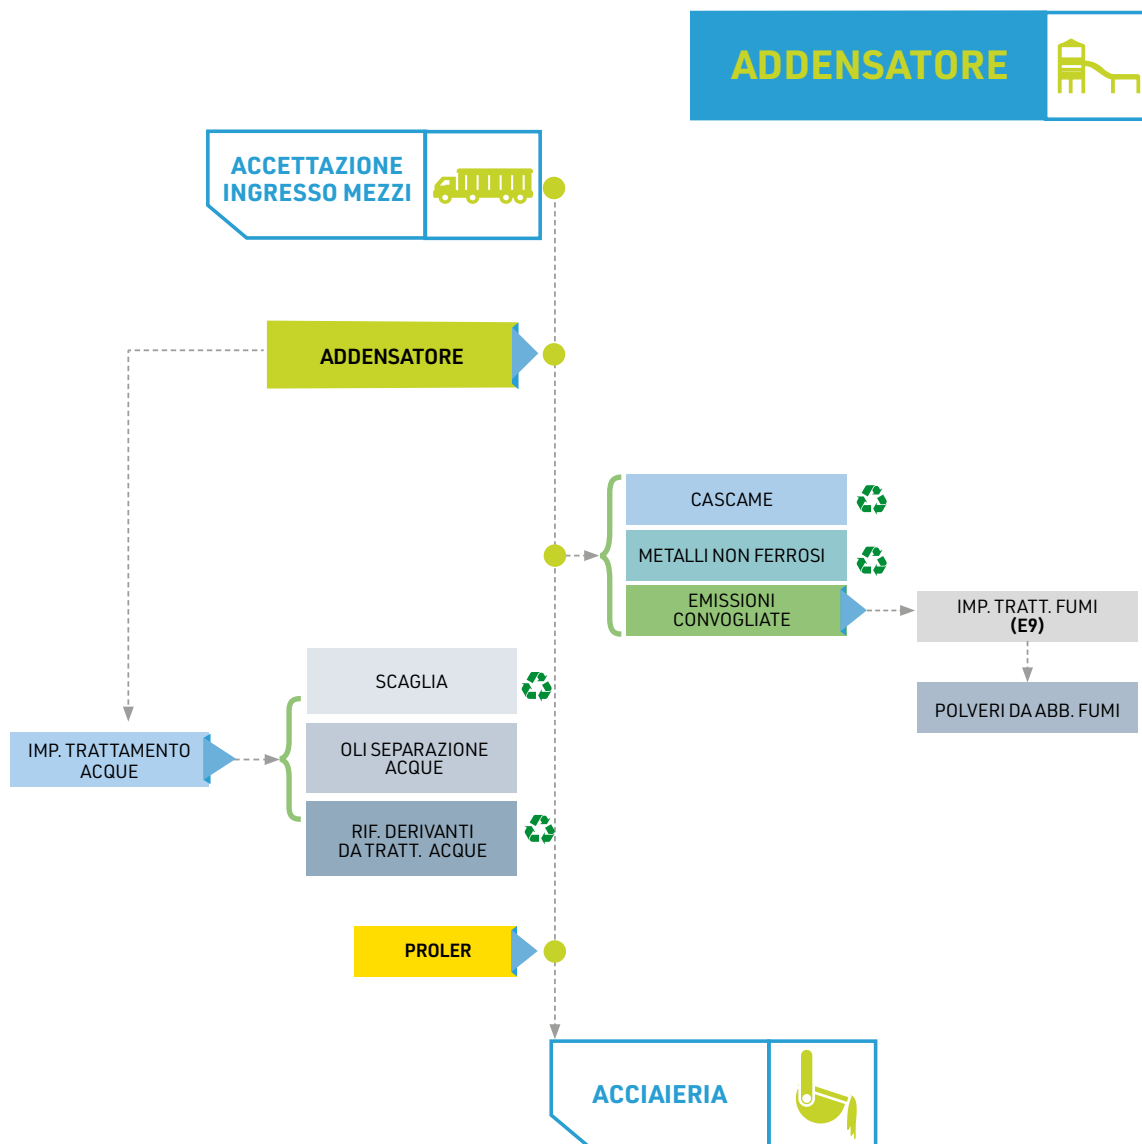 ADDENSATORE
ACCETTAZIONE
INGRESSO MEZZI
ADDENSATORE
CASCAME
METALLI NON FERROSI
EMISSIONI
CONVOGLIATE
IMP. TRATT. FUMI
(E9)
POLVERI DA ABB. FUMI
SCAGLIA
IMP. TRATTAMENTO
ACQUE
OLI SEPARAZIONE
ACQUE
RIF. DERIVANTI
DA TRATT. ACQUE
PROLER
ACCIAIERIA